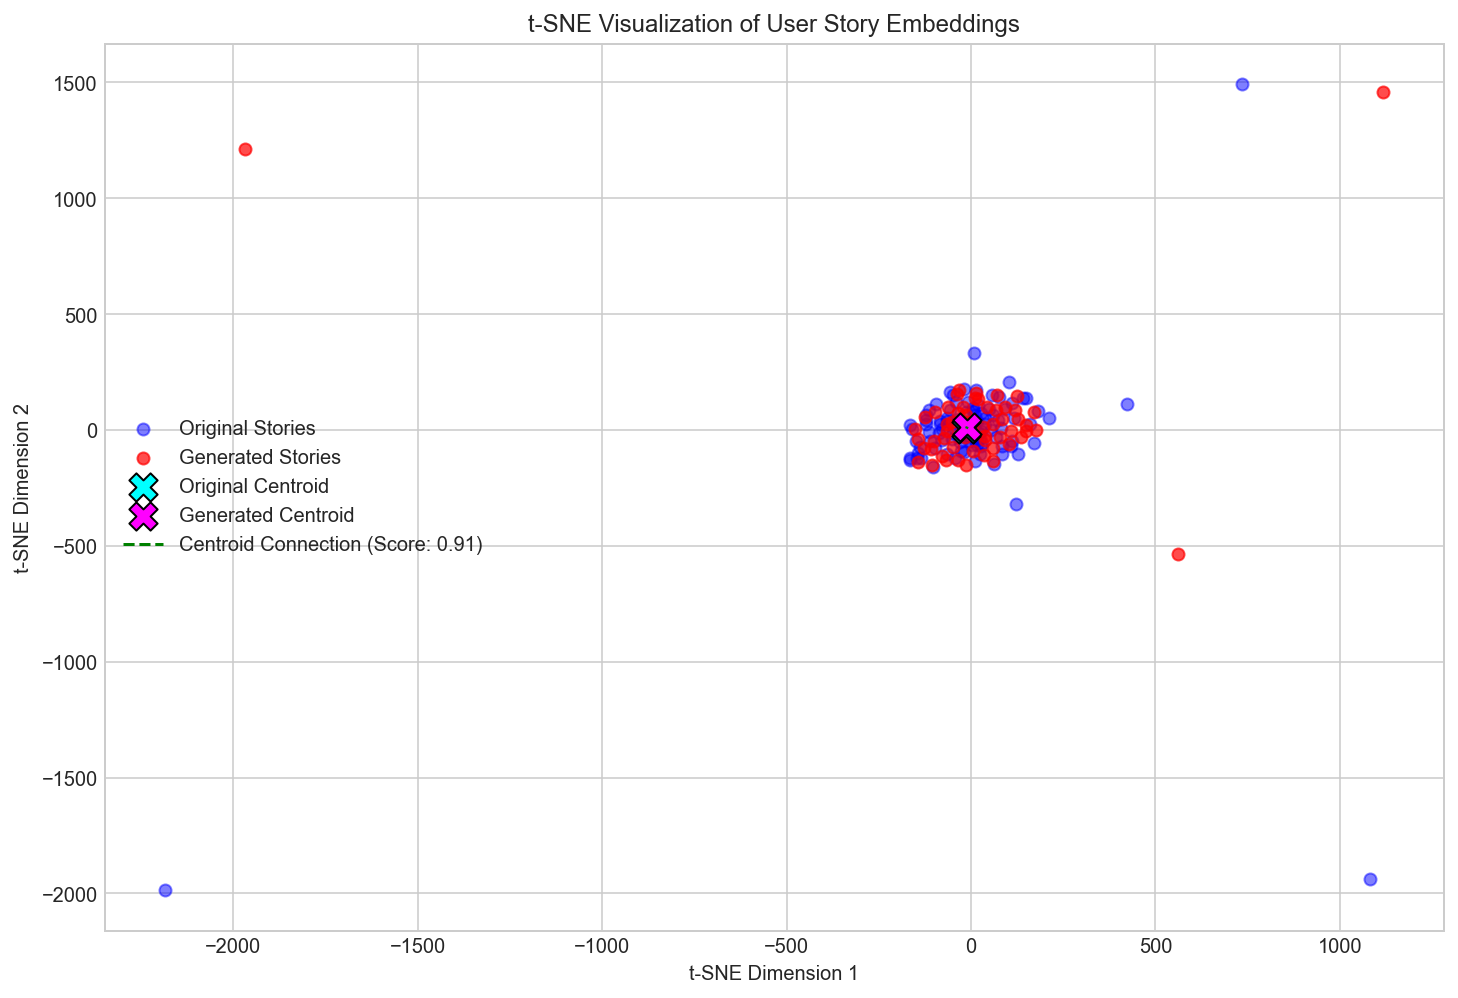 t-SNE Visualization of User Story Embeddings
1500
1000
500
0
−500
−1000
−1500
−2000
t-SNE Dimension 2
Original Stories
Generated Stories
Original Centroid
Generated Centroid
Centroid Connection (Score: 0.91)
−2000
−1500
−1000
−500
0
500
1000
t-SNE Dimension 1